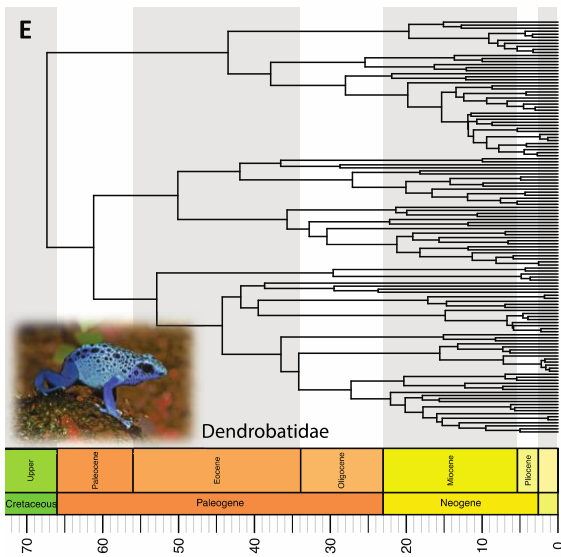 E
Dendrobatidae
Upper
Paleocene
Eocene
Oligocene
Miocene
Pliocene
Cretaceous
Paleogene
Neogene
70
60
50
40
30
20
10
0